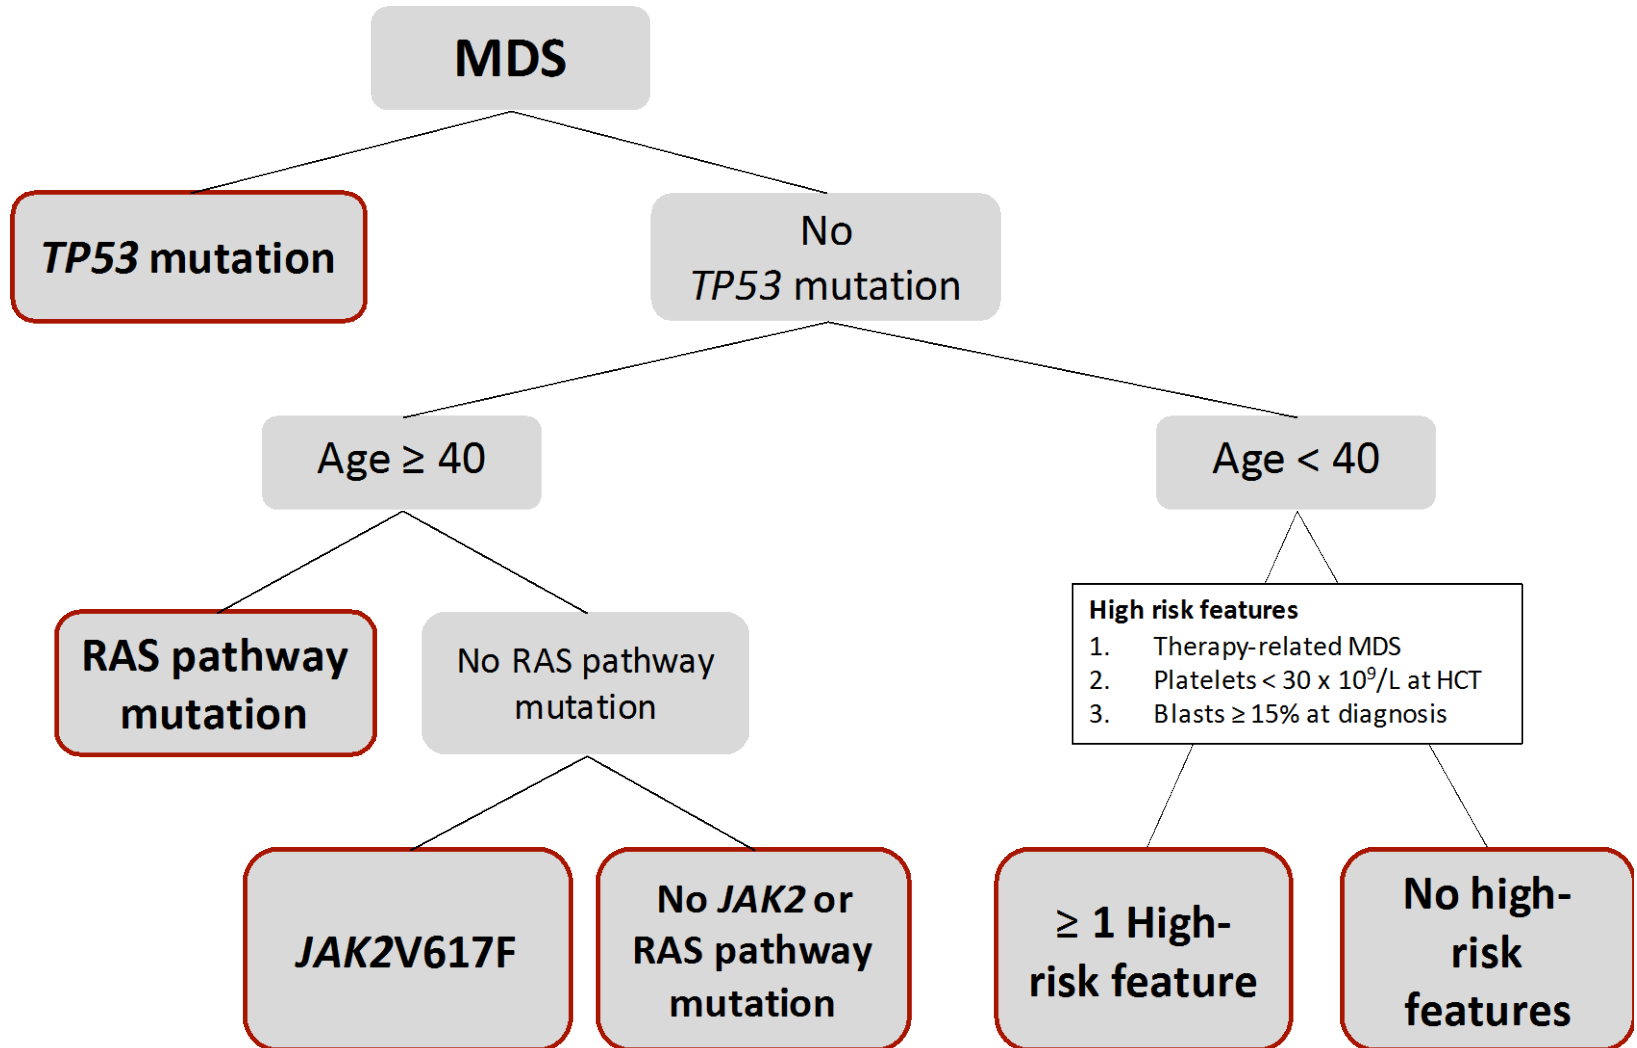 MDS
TP53 mutation
No
TP53 mutation
Age ≥ 40
Age < 40
RAS pathway
mutation
No RAS pathway
mutation
High risk features
1. Therapy-related MDS
2. Platelets < 30 x 10⁹/L at HCT
3. Blasts ≥ 15% at diagnosis
JAK2V617F
No JAK2 or
RAS pathway
mutation
≥ 1 High-
risk feature
No high-
risk
features